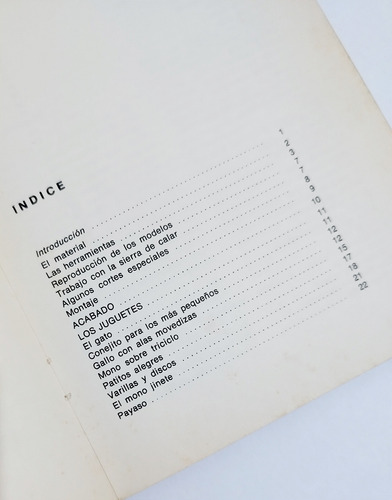 INDICE
Introducción 1
El material 2
Las herramientas 3
Reproducción de los modelos 7
Trabajo con la sierra de calar 7
Algunos cortes especiales 8
Montaje 9
ACABADO 10
LOS JUGUETES 11
El gato 11
Conejito para los más pequeños 12
Gallo con alas movedizas 12
Mono sobre triciclo 15
Patitos alegres 17
Varillas y discos 18
El mono jinete 21
Payaso 22